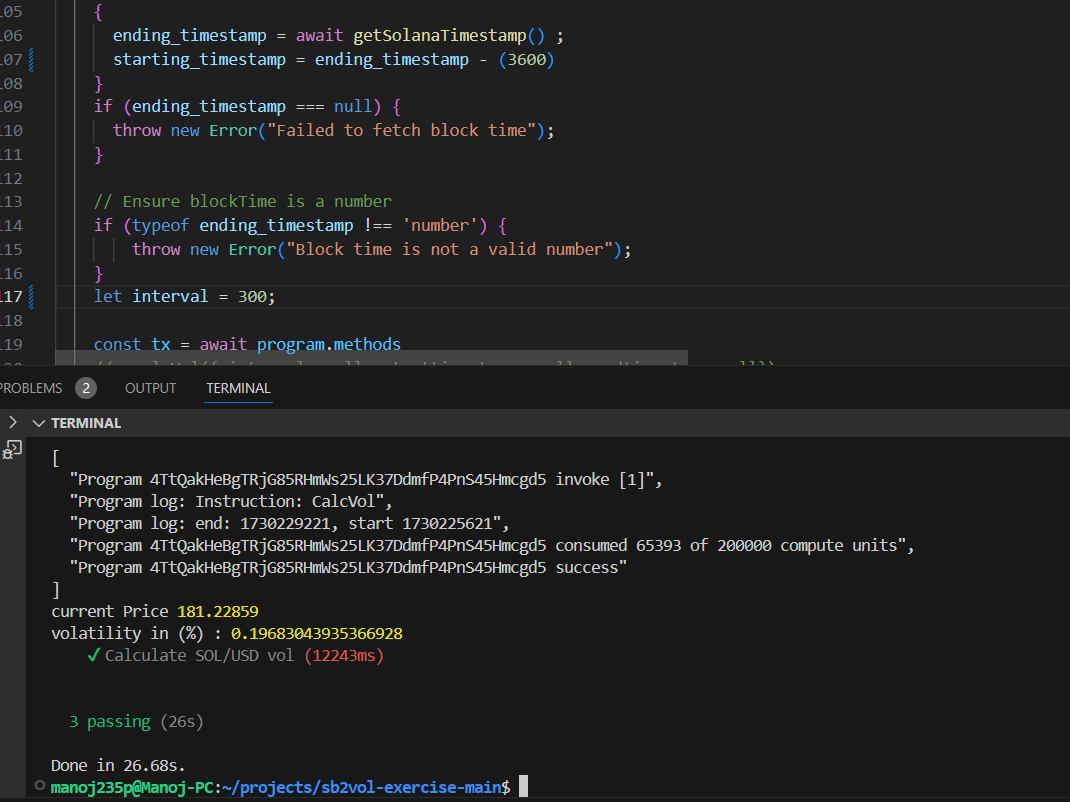 105 {
106 ending_timestamp = await getSolanaTimestamp() ;
107 starting_timestamp = ending_timestamp - (3600)
108 }
109 if (ending_timestamp === null) {
110 throw new Error("Failed to fetch block time");
111 }
112
113 // Ensure blockTime is a number
114 if (typeof ending_timestamp !== 'number') {
115 throw new Error("Block time is not a valid number");
116 }
117 let interval = 300;
118
119 const tx = await program.methods
PROBLEMS 2 OUTPUT TERMINAL
TERMINAL
[
"Program 4TtQakHeBgTRjG85RHmWs25LK37DdmfP4PnS45Hmcgd5 invoke [1]",
"Program log: Instruction: CalcVol",
"Program log: end: 1730229221, start 1730225621",
"Program 4TtQakHeBgTRjG85RHmWs25LK37DdmfP4PnS45Hmcgd5 consumed 65393 of 200000 compute units",
"Program 4TtQakHeBgTRjG85RHmWs25LK37DdmfP4PnS45Hmcgd5 success"
]
current Price 181.22859
volatility in (%) : 0.19683043935366928
✓ Calculate SOL/USD vol (12243ms)
3 passing (26s)
Done in 26.68s.
manoj235p@Manoj-PC:~/projects/sb2vol-exercise-main$